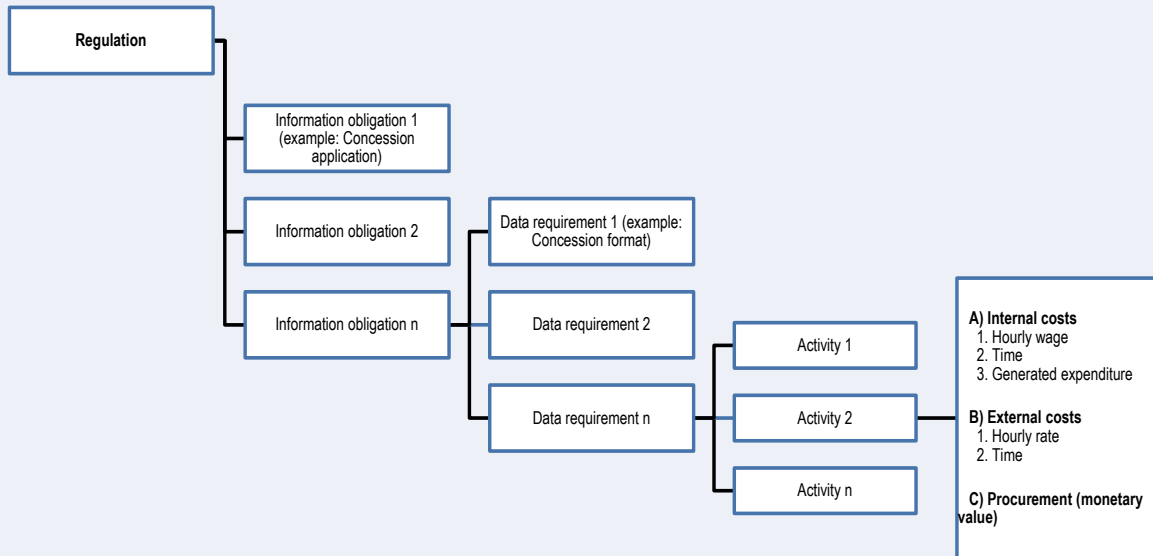 Regulation
Information obligation 1
(example: Concession
application)
Information obligation 2
Information obligation n
Data requirement 1 (example:
Concession format)
Data requirement 2
Data requirement n
Activity 1
Activity 2
Activity n
A) Internal costs
1. Hourly wage
2. Time
3. Generated expenditure
B) External costs
1. Hourly rate
2. Time
C) Procurement (monetary
value)